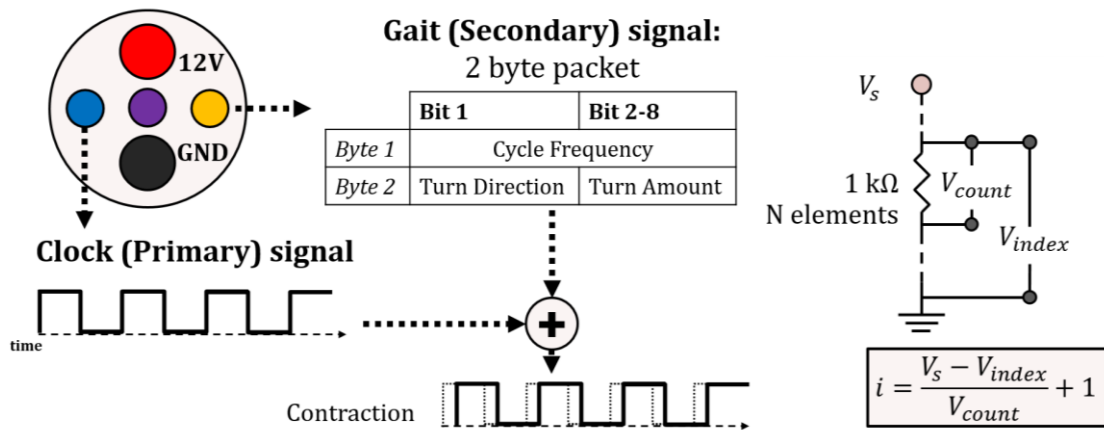 12V
GND
Gait (Secondary) signal:
2 byte packet
Bit 1 Bit 2-8
Byte 1 Cycle Frequency
Byte 2 Turn Direction Turn Amount
Clock (Primary) signal
time
Contraction
V_s
1 kΩ
N elements
V_count
V_index
i = (V_s − V_index) / V_count + 1